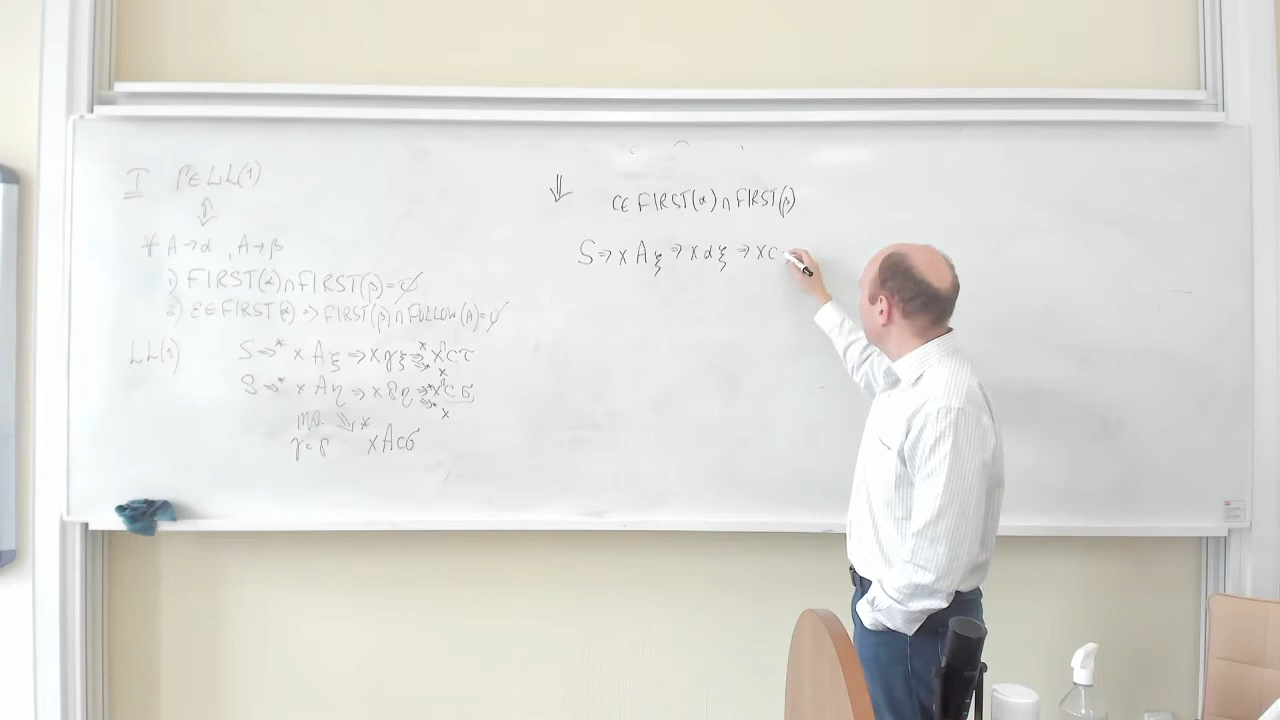 T Γ∈LL(1)
⇕
∀ A→α , A→β
1) FIRST(α)∩FIRST(β)=∅
2) ε∈FIRST(α) ⇒ FIRST(β)∩FOLLOW(A)=∅
LL(1) S⇒* xAξ ⇒ xγξ ⇒* xcτ
S⇒* xAη ⇒ xδη ⇒* xcσ
γ=δ xAcσ
⇓ c∈FIRST(α)∩FIRST(β)
S⇒xAξ⇒xαξ⇒xc